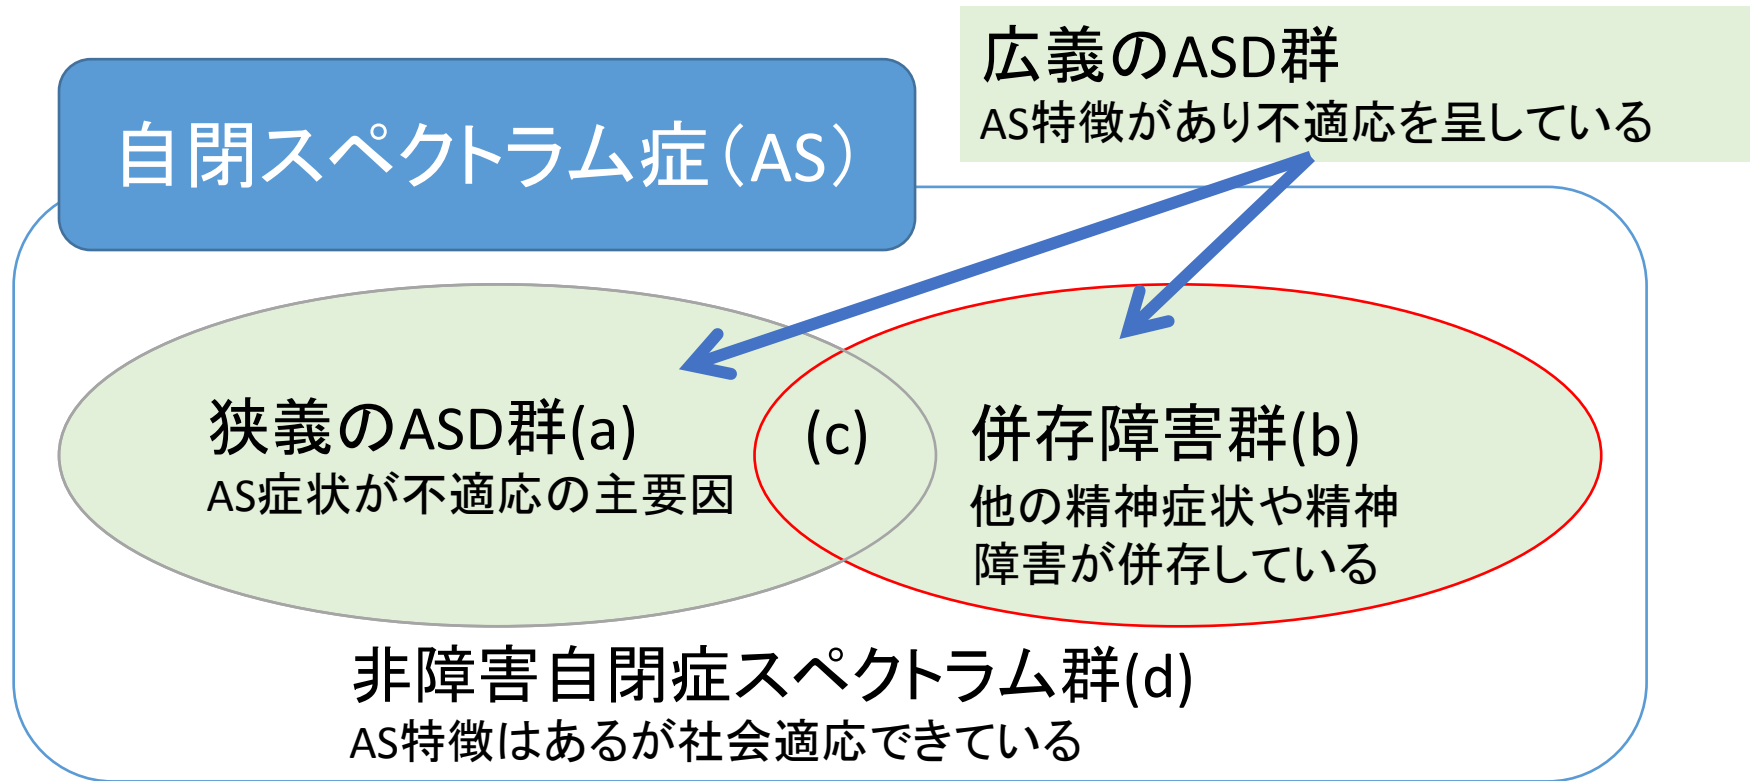 広義のASD群
AS特徴があり不適応を呈している
自閉スペクトラム症（AS）
狭義のASD群(a)
AS症状が不適応の主要因
(c)
併存障害群(b)
他の精神症状や精神
障害が併存している
非障害自閉症スペクトラム群(d)
AS特徴はあるが社会適応できている